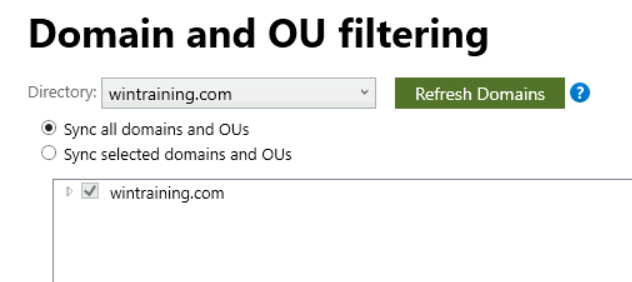 Domain and OU filtering
Directory: wintraining.com Refresh Domains ?
Sync all domains and OUs
Sync selected domains and OUs
wintraining.com